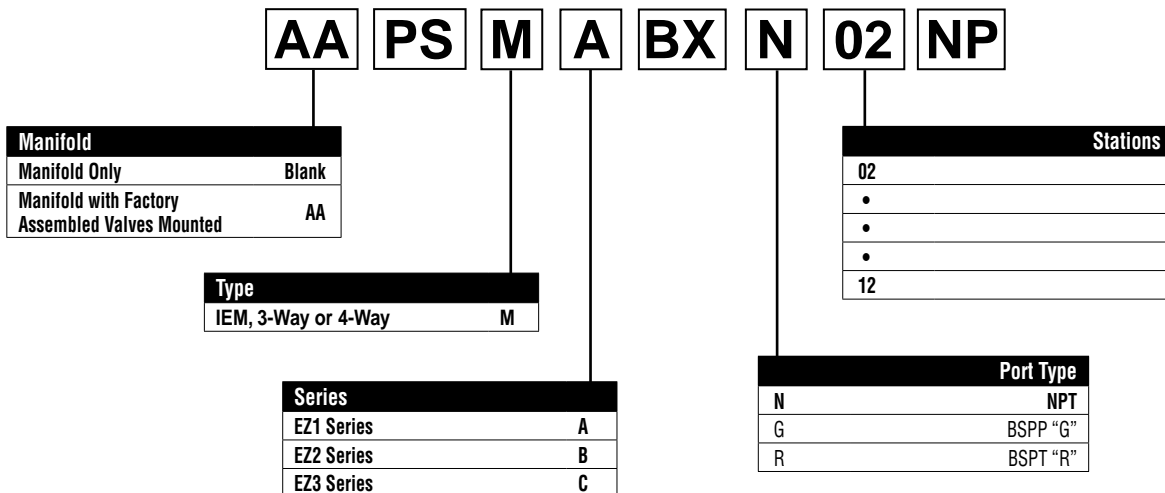 AA PS M A BX N 02 NP
Manifold
Manifold Only Blank
Manifold with Factory
Assembled Valves Mounted AA
Type
IEM, 3-Way or 4-Way M
Series
EZ1 Series A
EZ2 Series B
EZ3 Series C
Stations
02
•
•
•
12
Port Type
N NPT
G BSPP “G”
R BSPT “R”